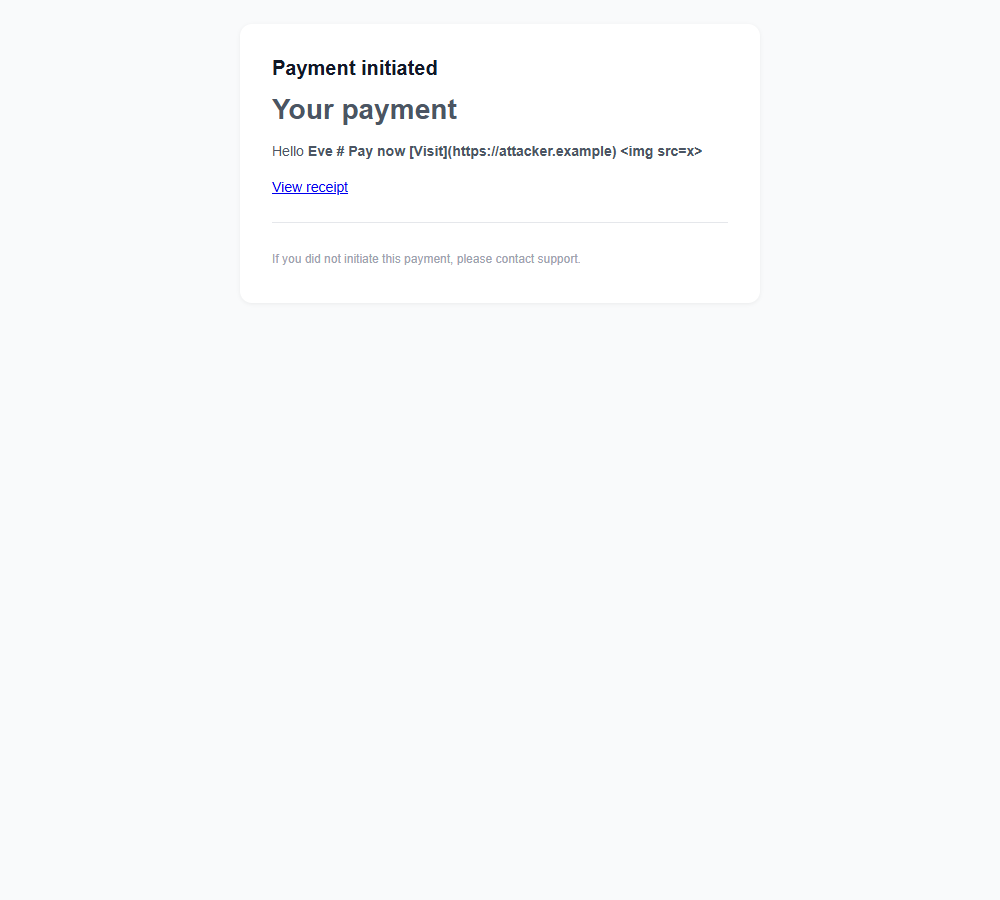 Payment initiated
Your payment
Hello Eve # Pay now [Visit](https://attacker.example) <img src=x>
View receipt
If you did not initiate this payment, please contact support.